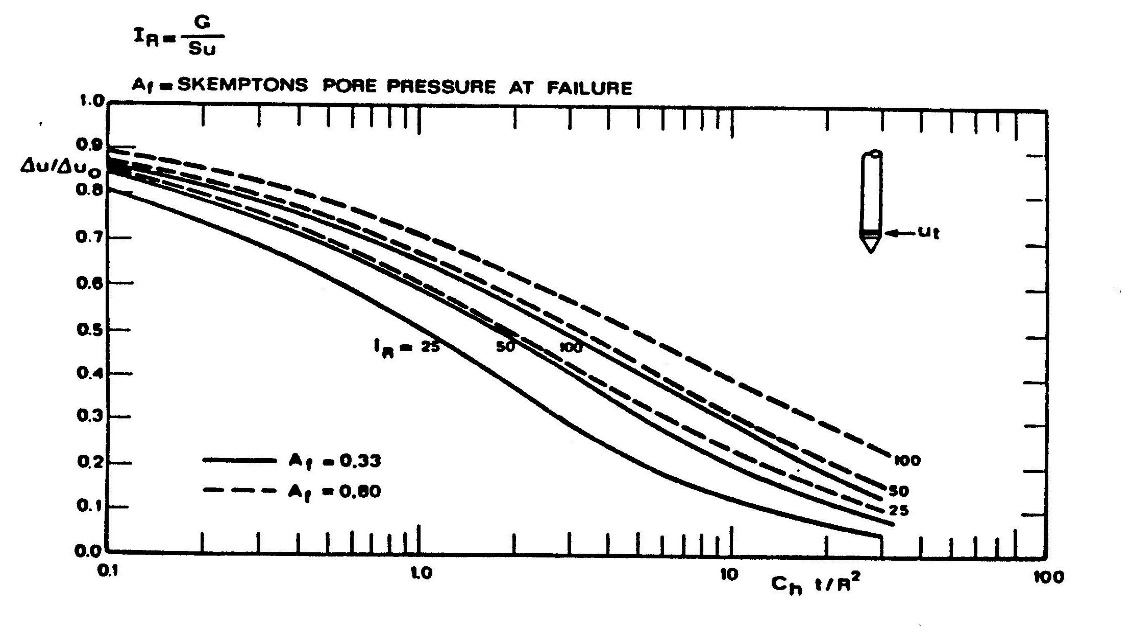 I_R = G/Su
A_f = SKEMPTONS PORE PRESSURE AT FAILURE
1.0
0.9
Δu/Δu_o
0.8
0.7
u_t
0.6
0.5
I_R = 25 50 100
0.4
0.3
0.2
A_f = 0.33
100
A_f = 0.80
50
0.1
25
0.0
0.1 1.0 10 100
C_h t/R²